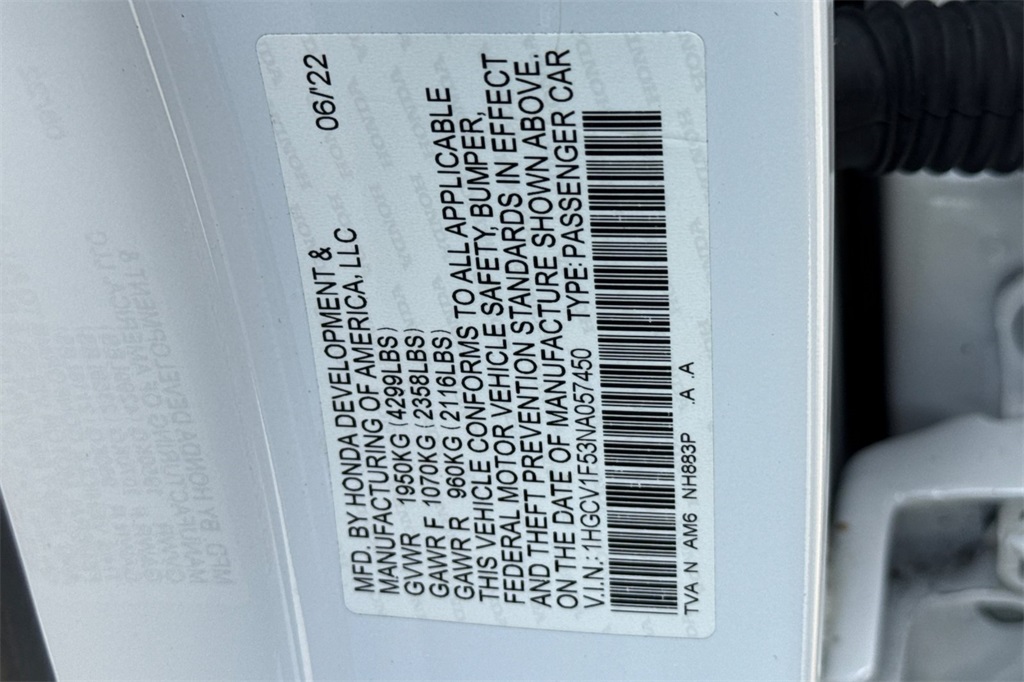 MFD. BY HONDA DEVELOPMENT & 06/'22
MANUFACTURING OF AMERICA, LLC
GVWR 1950KG (4299LBS)
GAWR F 1070KG (2358LBS)
GAWR R 960KG (2116LBS)
THIS VEHICLE CONFORMS TO ALL APPLICABLE
FEDERAL MOTOR VEHICLE SAFETY, BUMPER,
AND THEFT PREVENTION STANDARDS IN EFFECT
ON THE DATE OF MANUFACTURE SHOWN ABOVE.
V.I.N.: 1HGCV1F53NA057450 TYPE: PASSENGER CAR
TVA N AM6 NH883P .A .A